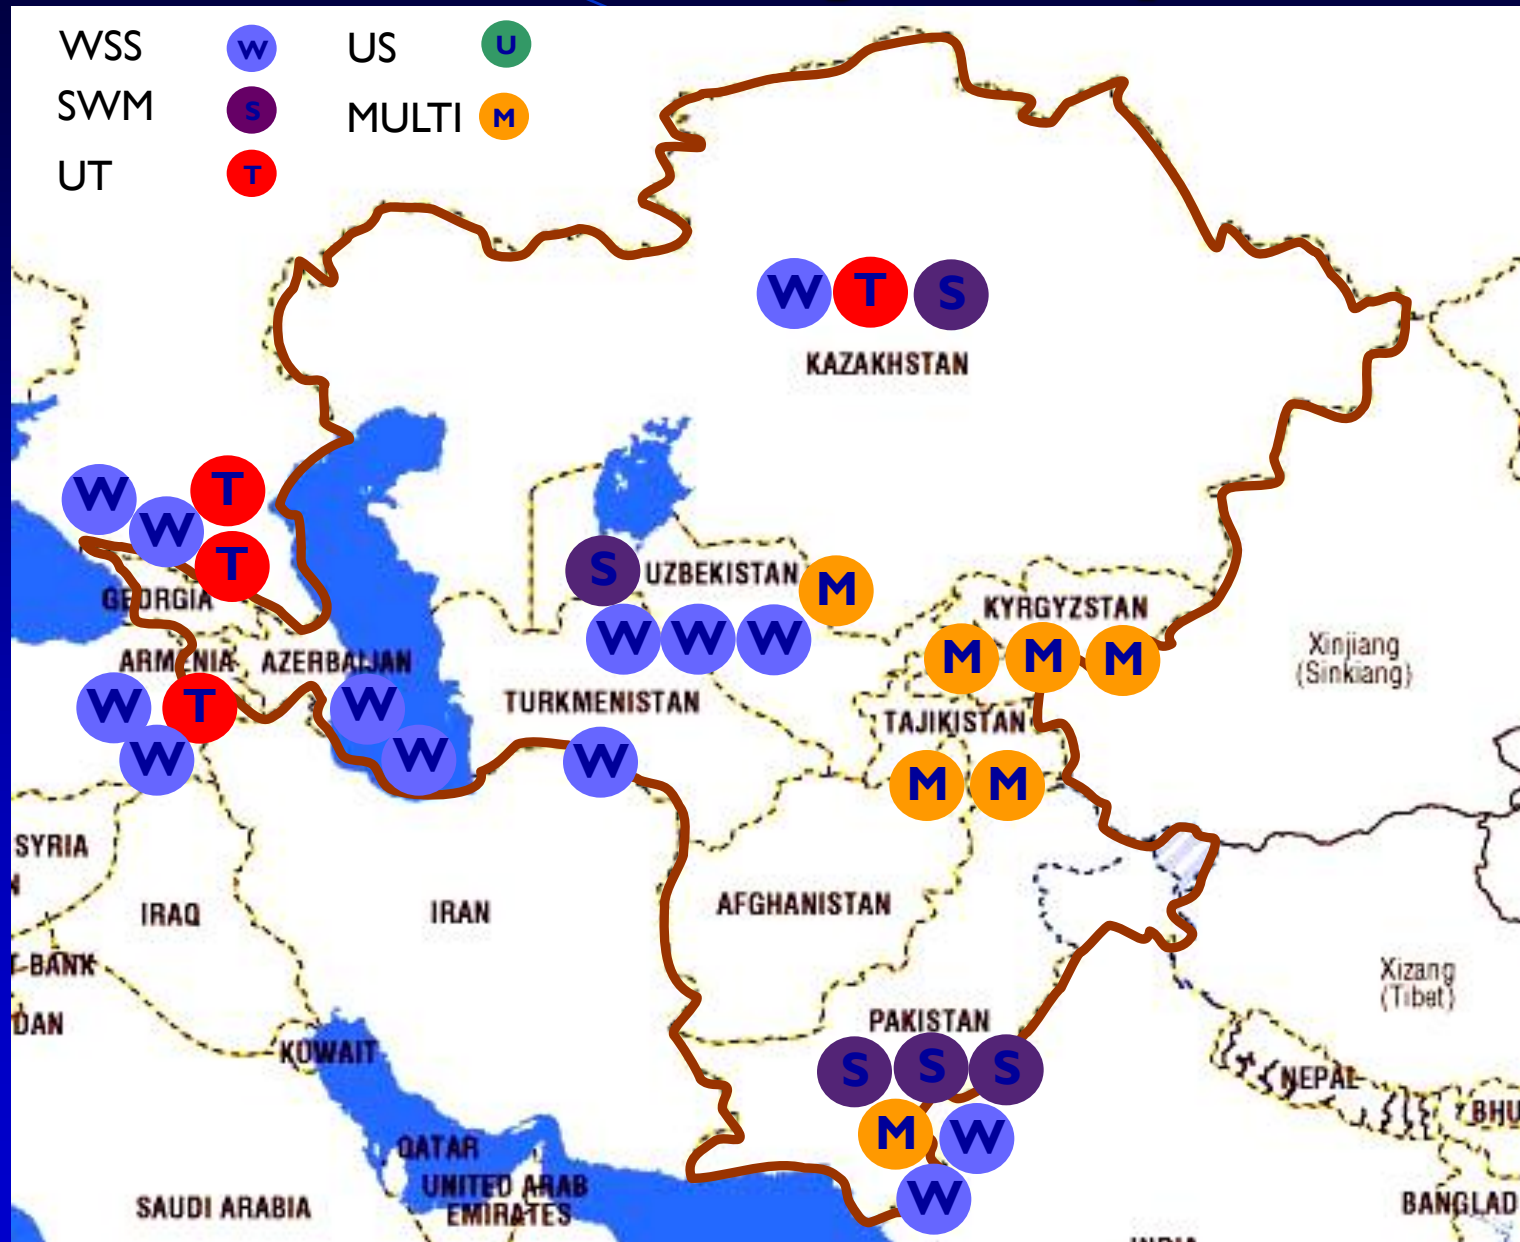 WSS W US U
SWM S MULTI M
UT T
W T S
KAZAKHSTAN
W T
W T
S UZBEKISTAN M
GEORGIA
KYRGYZSTAN
W W W
M M M
ARMENIA AZERBAIJAN
Xinjiang
(Sinkiang)
W T W
TURKMENISTAN
TAJIKISTAN
W W W
M M
SYRIA
IRAQ
IRAN
AFGHANISTAN
BANK
DAN
Xizang
(Tibet)
PAKISTAN
KUWAIT
S S S
NEPAL
BHU
M W
QATAR
UNITED ARAB
EMIRATES
W
SAUDI ARABIA
BANGLAD